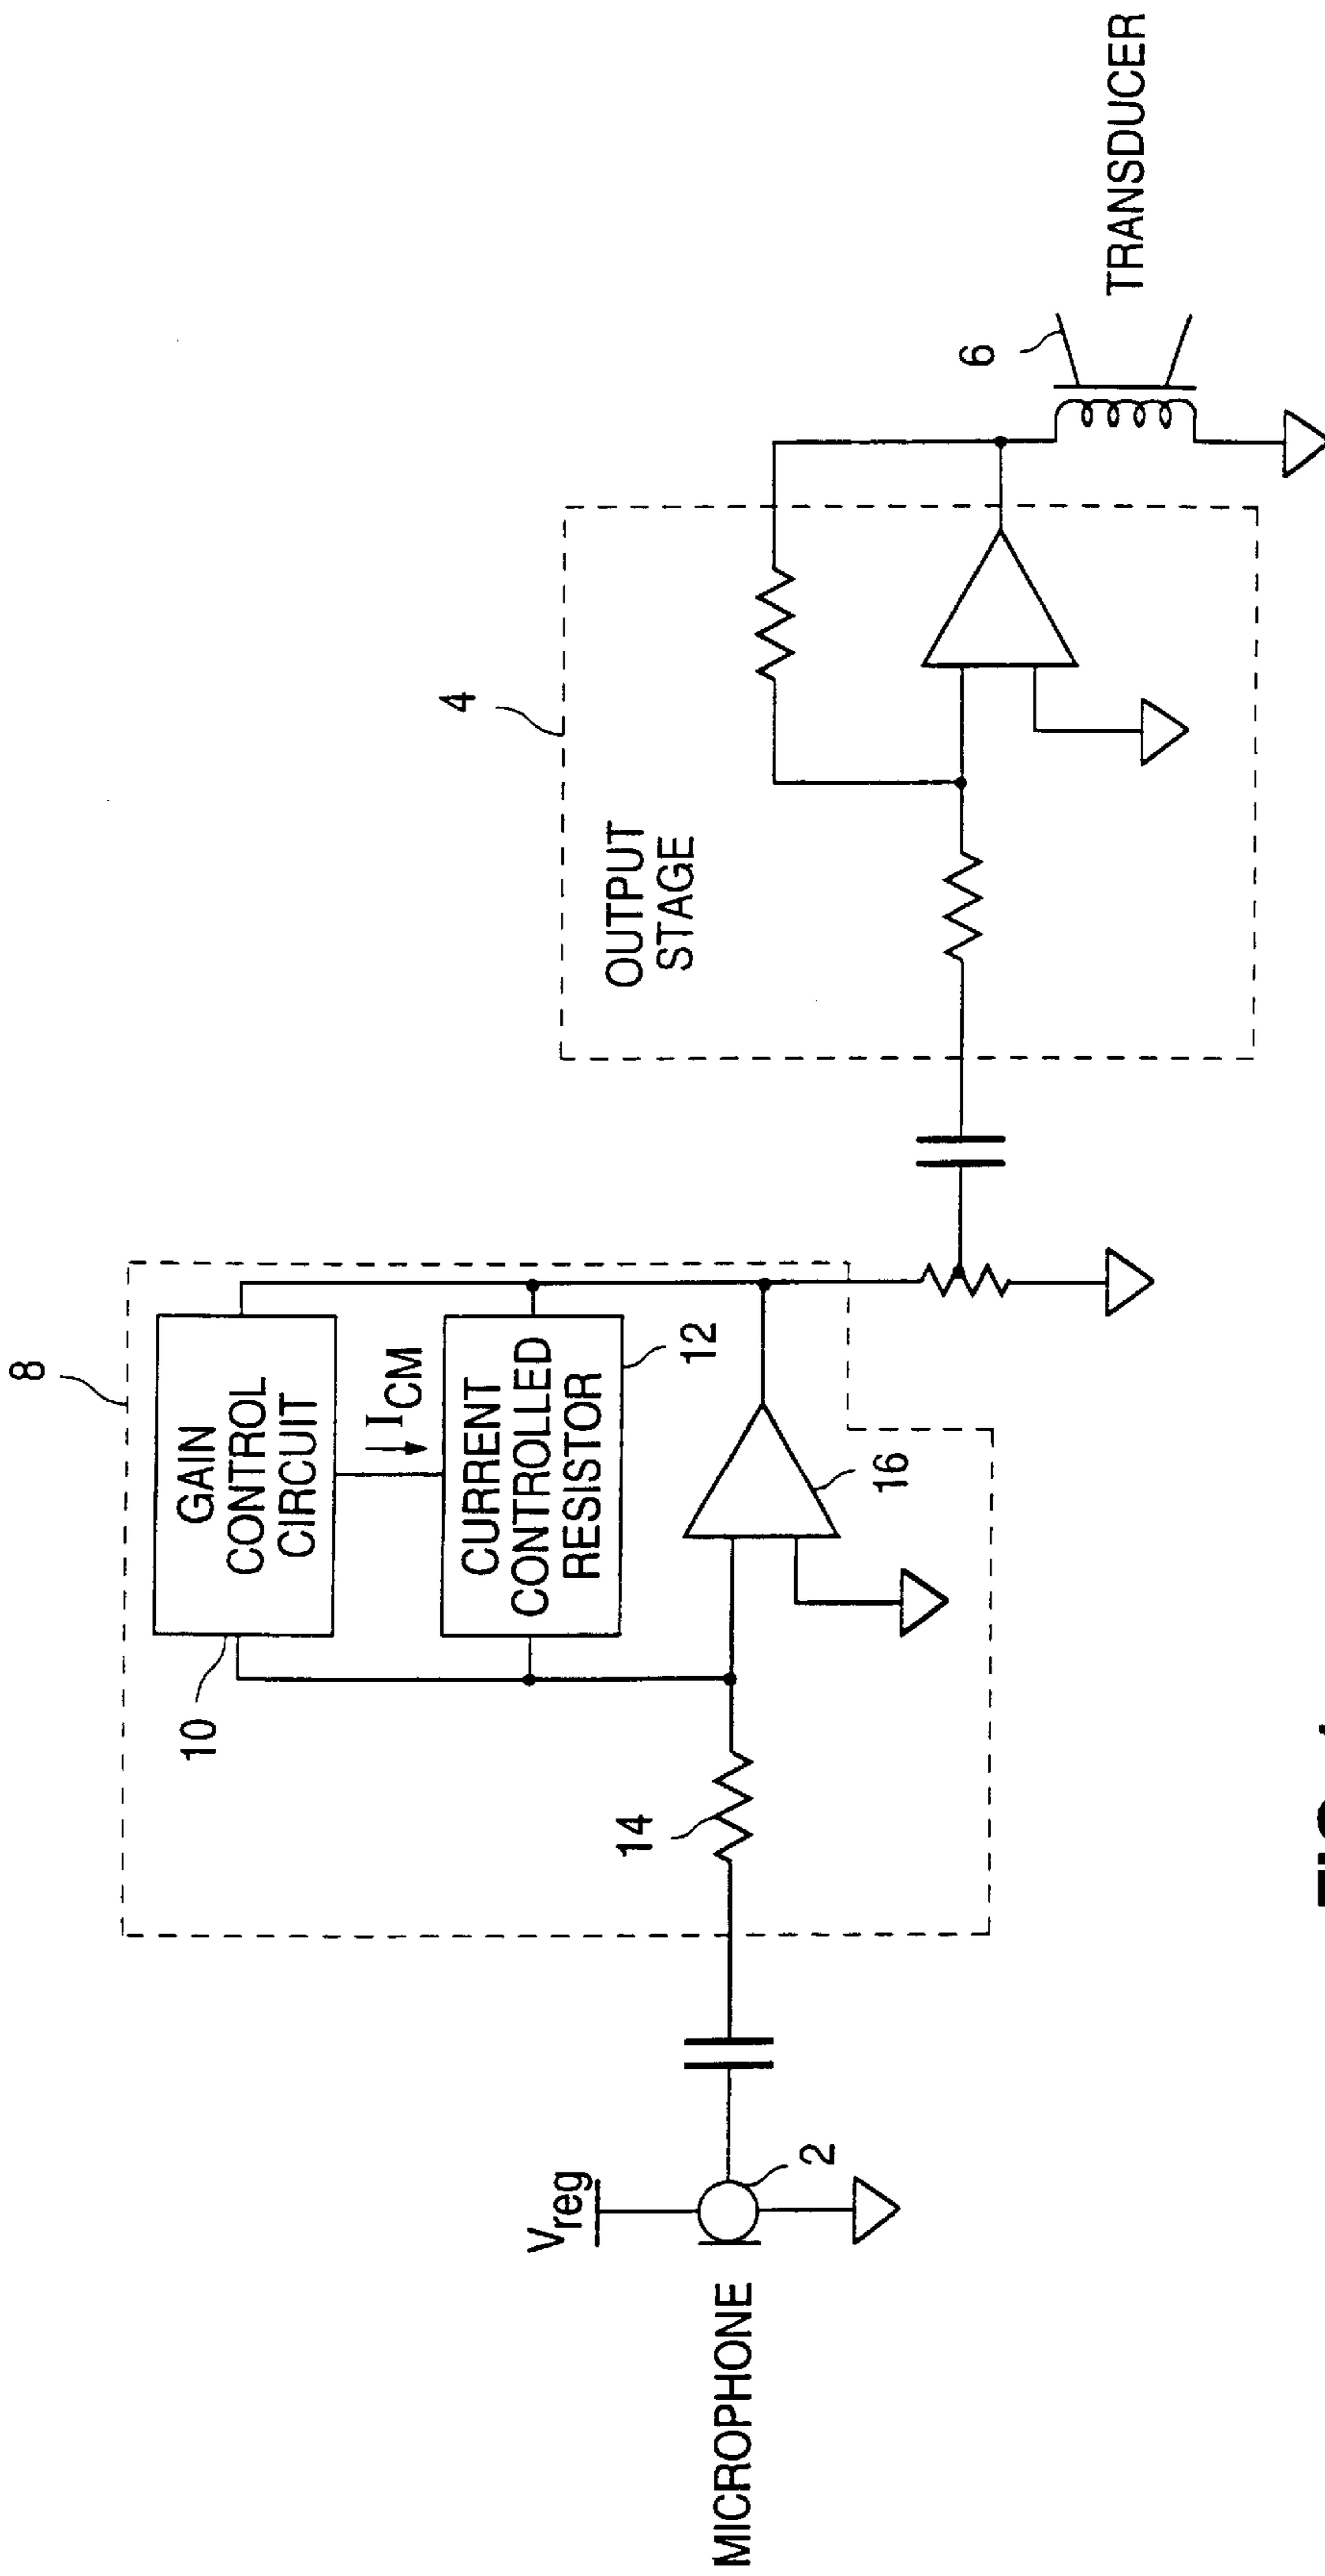 8
GAIN
CONTROL
CIRCUIT
10
I_CM
CURRENT
CONTROLLED
RESISTOR
12
14
16
V_reg
2
MICROPHONE
4
OUTPUT
STAGE
6
TRANSDUCER